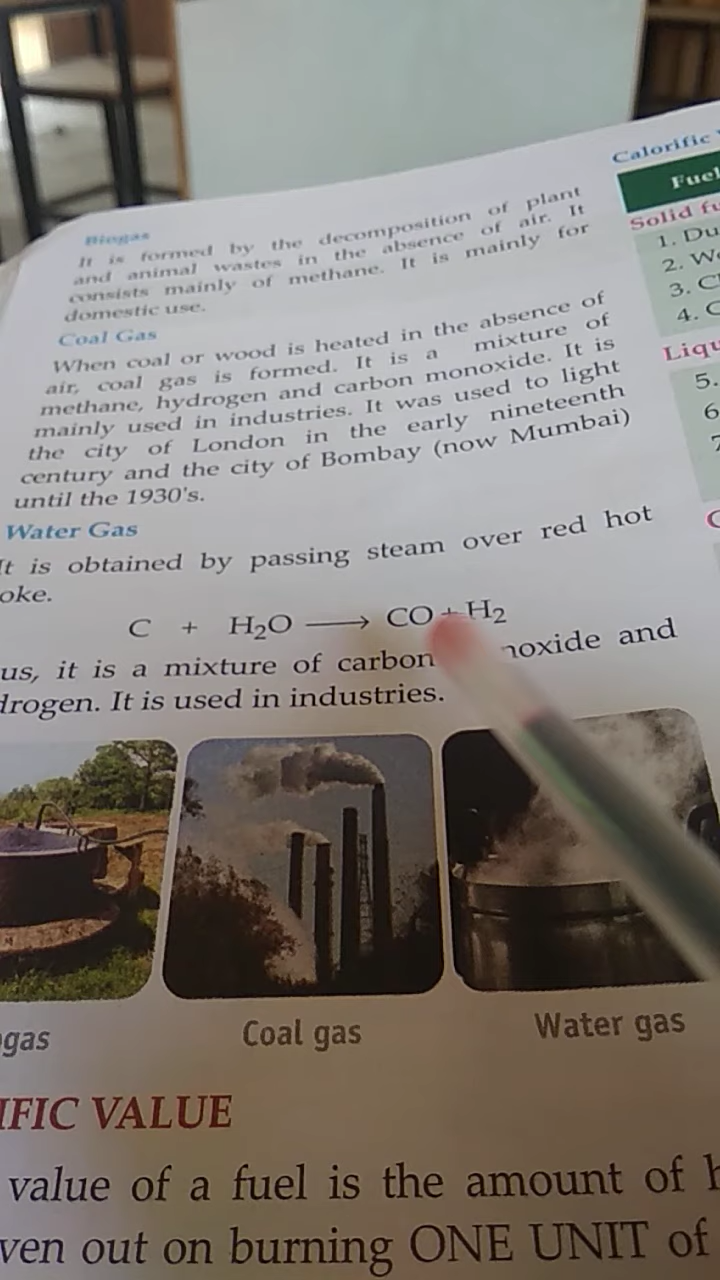 Biogas
It is formed by the decomposition of plant
and animal wastes in the absence of air. It
consists mainly of methane. It is mainly for
domestic use.
Coal Gas
When coal or wood is heated in the absence of
air, coal gas is formed. It is a mixture of
methane, hydrogen and carbon monoxide. It is
mainly used in industries. It was used to light
the city of London in the early nineteenth
century and the city of Bombay (now Mumbai)
until the 1930's.
Water Gas
It is obtained by passing steam over red hot
oke.
C + H₂O ⟶ CO + H₂
us, it is a mixture of carbon noxide and
drogen. It is used in industries.
gas
Coal gas
Water gas
IFIC VALUE
value of a fuel is the amount of h
ven out on burning ONE UNIT of
Calorific
Fuel
Solid fu
1. Du
2. Wo
3. C
4. C
Liqu
5.
6
7